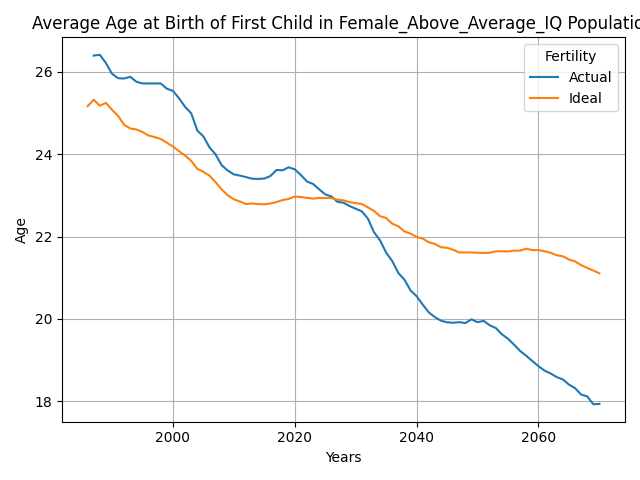 Average Age at Birth of First Child in Female_Above_Average_IQ Populatio
26
24
22
20
18
Age
Fertility
Actual
Ideal
2000 2020 2040 2060
Years